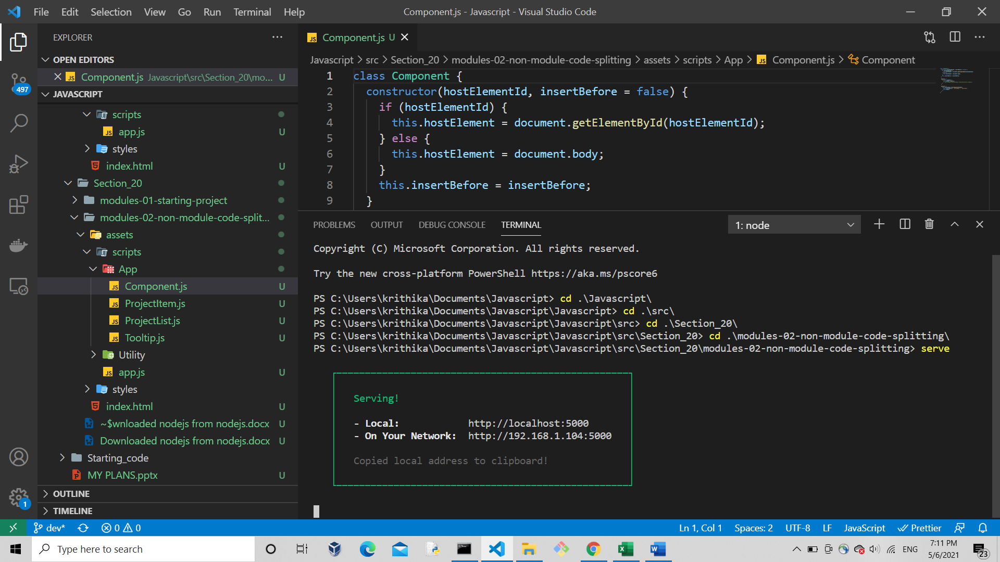 File Edit Selection View Go Run Terminal Help
Component.js - Javascript - Visual Studio Code
EXPLORER
OPEN EDITORS
Component.js Javascript\src\Section_20\mo... U
497
JAVASCRIPT
scripts
app.js U
styles
index.html U
Section_20
modules-01-starting-project
modules-02-non-module-code-split...
assets
scripts
App
Component.js U
ProjectItem.js U
ProjectList.js U
Tooltip.js U
Utility
app.js U
styles
index.html U
~$wnloaded nodejs from nodejs.docx U
Downloaded nodejs from nodejs.docx U
Starting_code
MY PLANS.pptx U
OUTLINE
1
TIMELINE
JS Component.js U
Javascript > src > Section_20 > modules-02-non-module-code-splitting > assets > scripts > App > JS Component.js > Component
1 class Component {
2 constructor(hostElementId, insertBefore = false) {
3 if (hostElementId) {
4 this.hostElement = document.getElementById(hostElementId);
5 } else {
6 this.hostElement = document.body;
7 }
8 this.insertBefore = insertBefore;
9 }
PROBLEMS OUTPUT DEBUG CONSOLE TERMINAL 1: node
Copyright (C) Microsoft Corporation. All rights reserved.
Try the new cross-platform PowerShell https://aka.ms/pscore6
PS C:\Users\krithika\Documents\Javascript> cd .\Javascript\
PS C:\Users\krithika\Documents\Javascript\Javascript> cd .\src\
PS C:\Users\krithika\Documents\Javascript\Javascript\src> cd .\Section_20\
PS C:\Users\krithika\Documents\Javascript\Javascript\src\Section_20> cd .\modules-02-non-module-code-splitting\
PS C:\Users\krithika\Documents\Javascript\Javascript\src\Section_20\modules-02-non-module-code-splitting> serve
Serving!
- Local: http://localhost:5000
- On Your Network: http://192.168.1.104:5000
Copied local address to clipboard!
dev* 0 0 Ln 1, Col 1 Spaces: 2 UTF-8 LF JavaScript Prettier
Type here to search
ENG
7:11 PM
5/6/2021
23